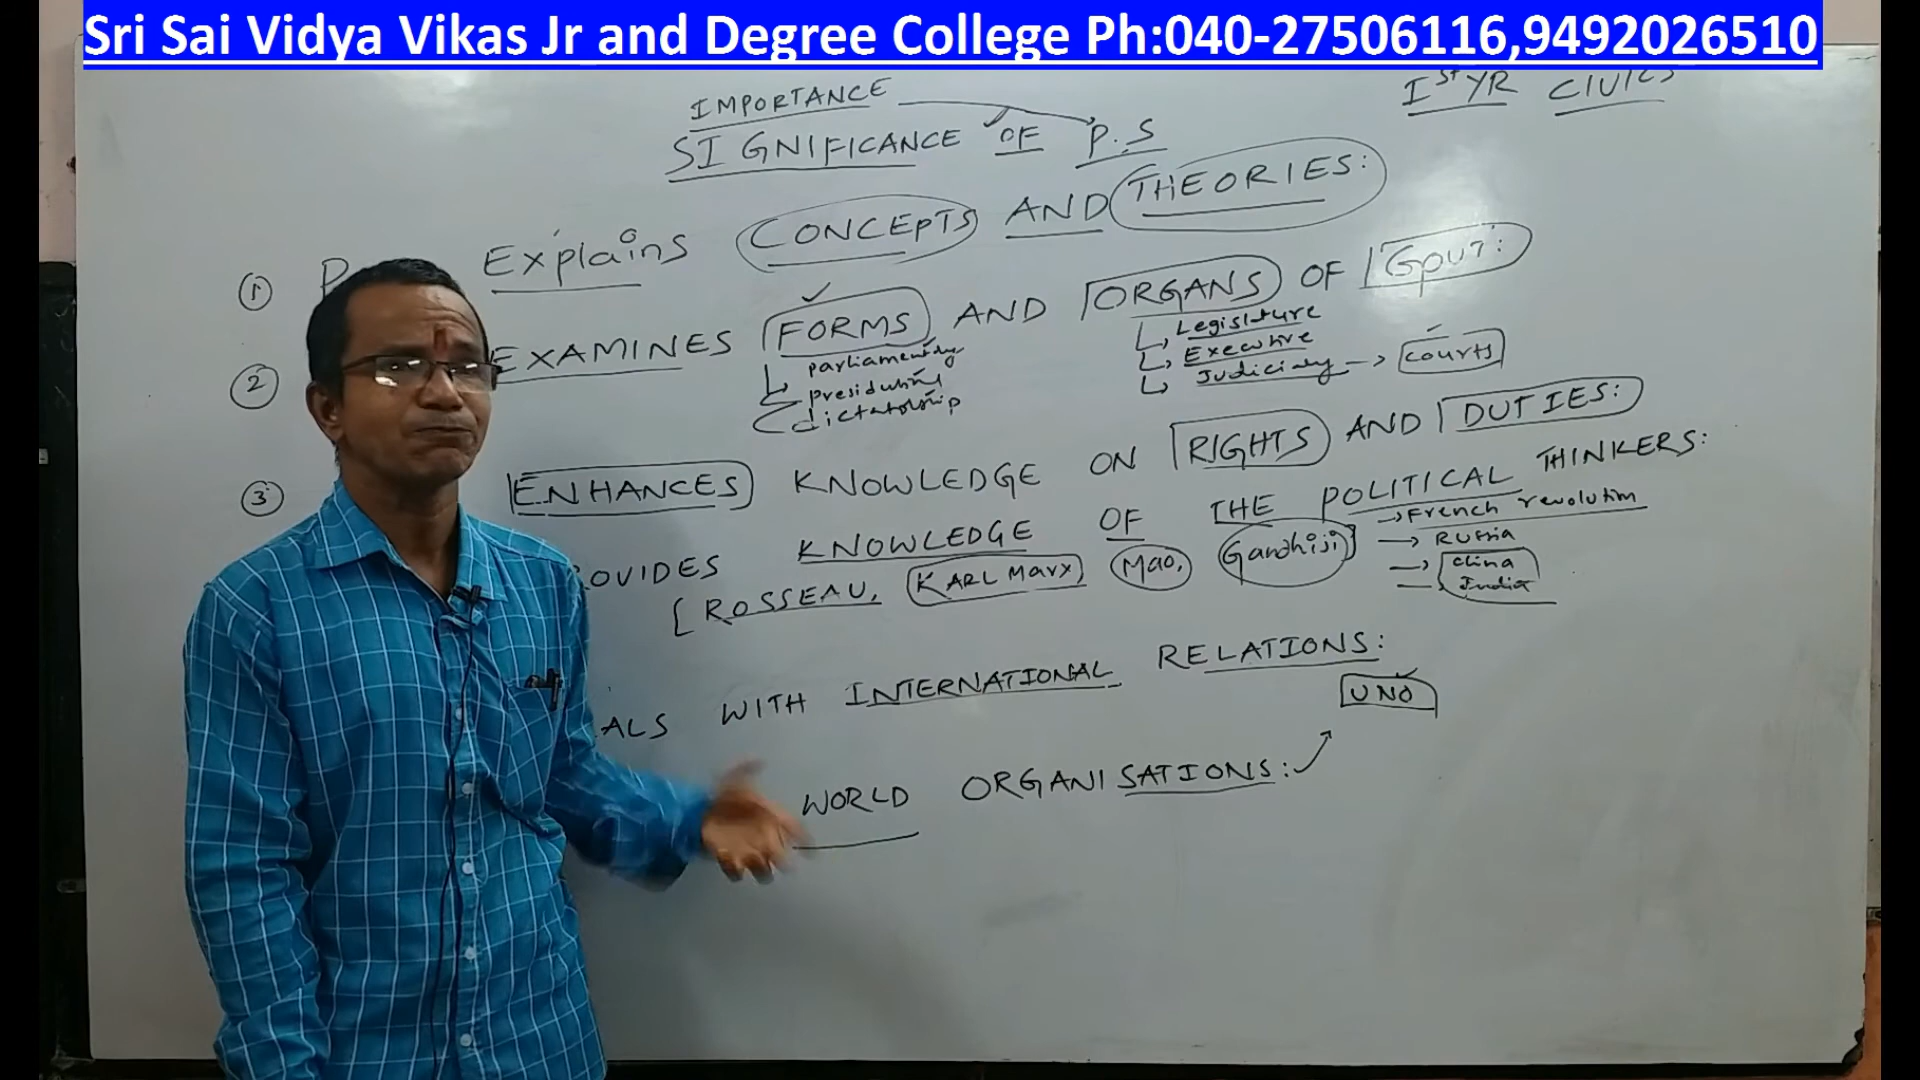 Sri Sai Vidya Vikas Jr and Degree College Ph:040-27506116,9492026510
Ist YR CIVICS
IMPORTANCE
SIGNIFICANCE OF P.S
① P Explains CONCEPTS AND THEORIES:
② EXAMINES FORMS AND ORGANS OF Govt:
parliamentary
presidential
dictatorship
Legislture
Executive
Judiciary → Courts
③ ENHANCES KNOWLEDGE ON RIGHTS AND DUTIES:
OVIDES KNOWLEDGE OF THE POLITICAL THINKERS:
[ROSSEAU, KARL MARX, Mao, Gandhiji]
→ French revolution
→ Russia
→ China
India
ALS WITH INTERNATIONAL RELATIONS:
WORLD ORGANISATIONS:
UNO